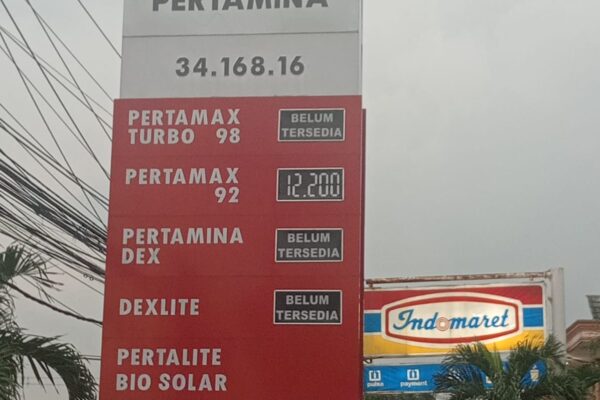 PERTAMINA
34.168.16
PERTAMAX
TURBO 98
BELUM
TERSEDIA
PERTAMAX
92
12.200
PERTAMINA
DEX
BELUM
TERSEDIA
DEXLITE
BELUM
TERSEDIA
PERTALITE
BIO SOLAR
Indomaret
pulsa
payment